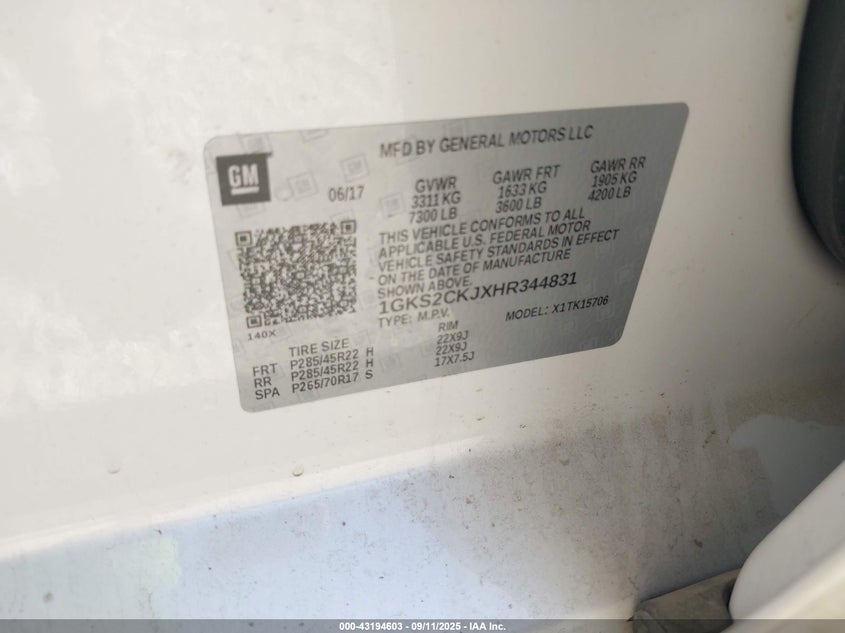 MFD BY GENERAL MOTORS LLC
GM
06/17
GVWR GAWR FRT GAWR RR
3311 KG 1633 KG 1905 KG
7300 LB 3600 LB 4200 LB
THIS VEHICLE CONFORMS TO ALL
APPLICABLE U.S. FEDERAL MOTOR
VEHICLE SAFETY STANDARDS IN EFFECT
ON THE DATE OF MANUFACTURE
SHOWN ABOVE.
1GKS2CKJXHR344831
TYPE: M.P.V. MODEL: X1TK15706
140X
TIRE SIZE RIM
FRT P285/45R22 H 22X9J
RR P285/45R22 H 22X9J
SPA P265/70R17 S 17X7.5J
000-43194603 - 09/11/2025 - IAA Inc.